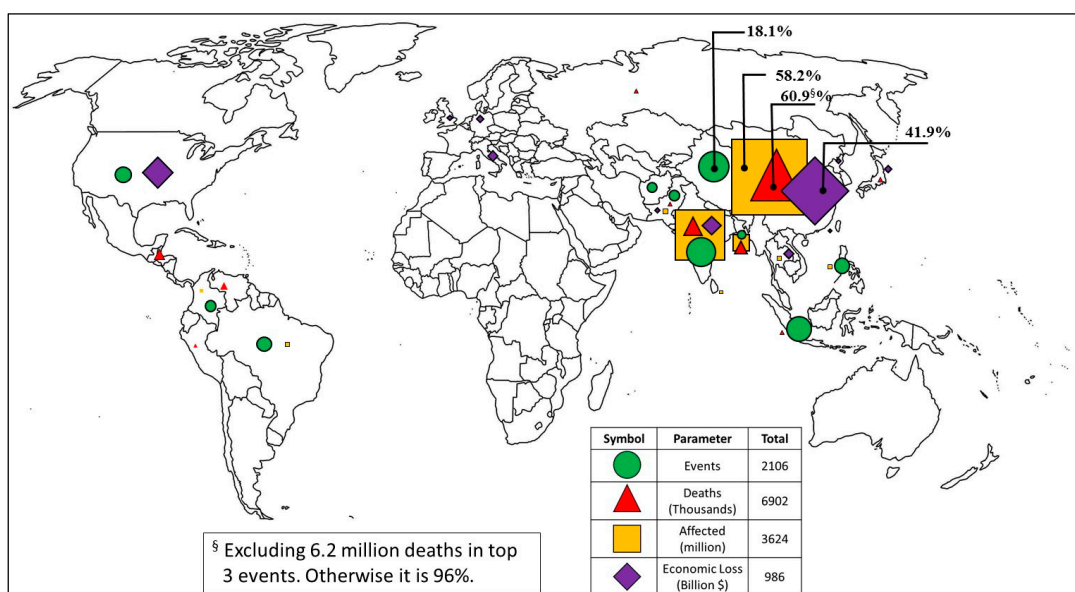 18.1%
58.2%
60.9§%
41.9%
Symbol Parameter Total
Events 2106
Deaths
(Thousands) 6902
Affected
(million) 3624
Economic Loss
(Billion $) 986
§ Excluding 6.2 million deaths in top
3 events. Otherwise it is 96%.